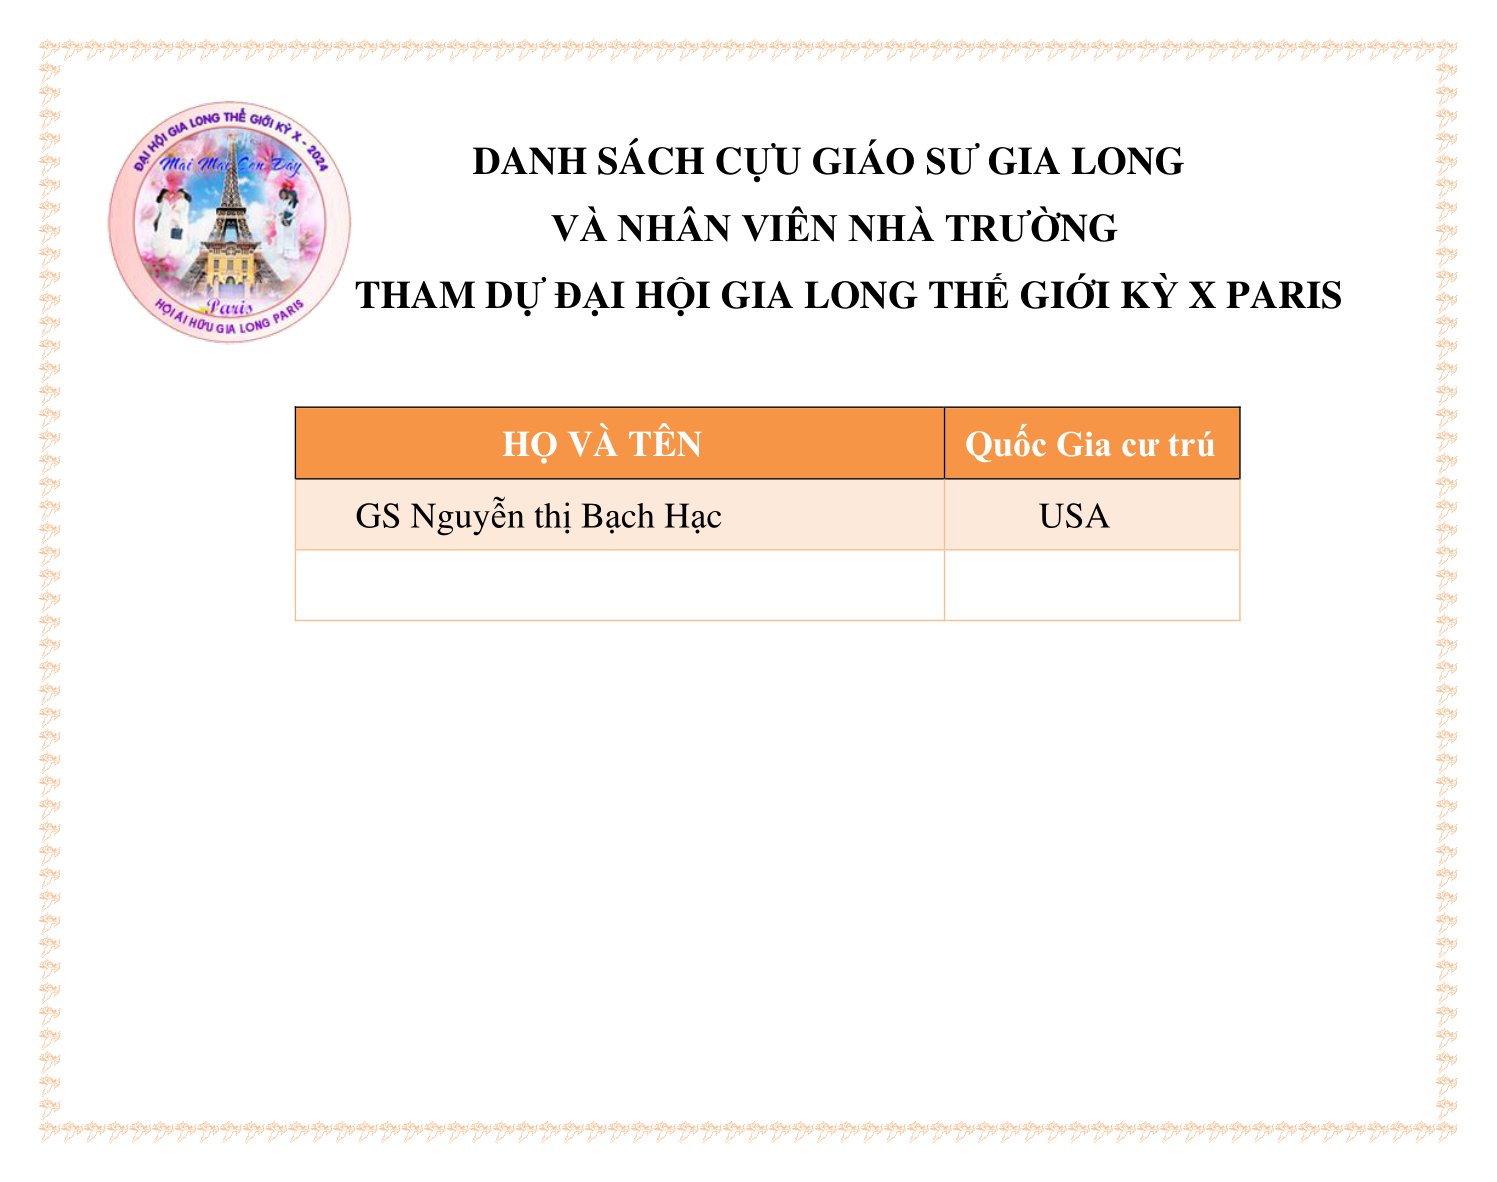 ĐẠI HỘI GIA LONG THẾ GIỚI KỲ X - 2024
Mai Mai Còn Đây
Paris
HỘI ÁI HỮU GIA LONG PARIS
DANH SÁCH CỰU GIÁO SƯ GIA LONG
VÀ NHÂN VIÊN NHÀ TRƯỜNG
THAM DỰ ĐẠI HỘI GIA LONG THẾ GIỚI KỲ X PARIS
HỌ VÀ TÊN Quốc Gia cư trú
GS Nguyễn thị Bạch Hạc USA